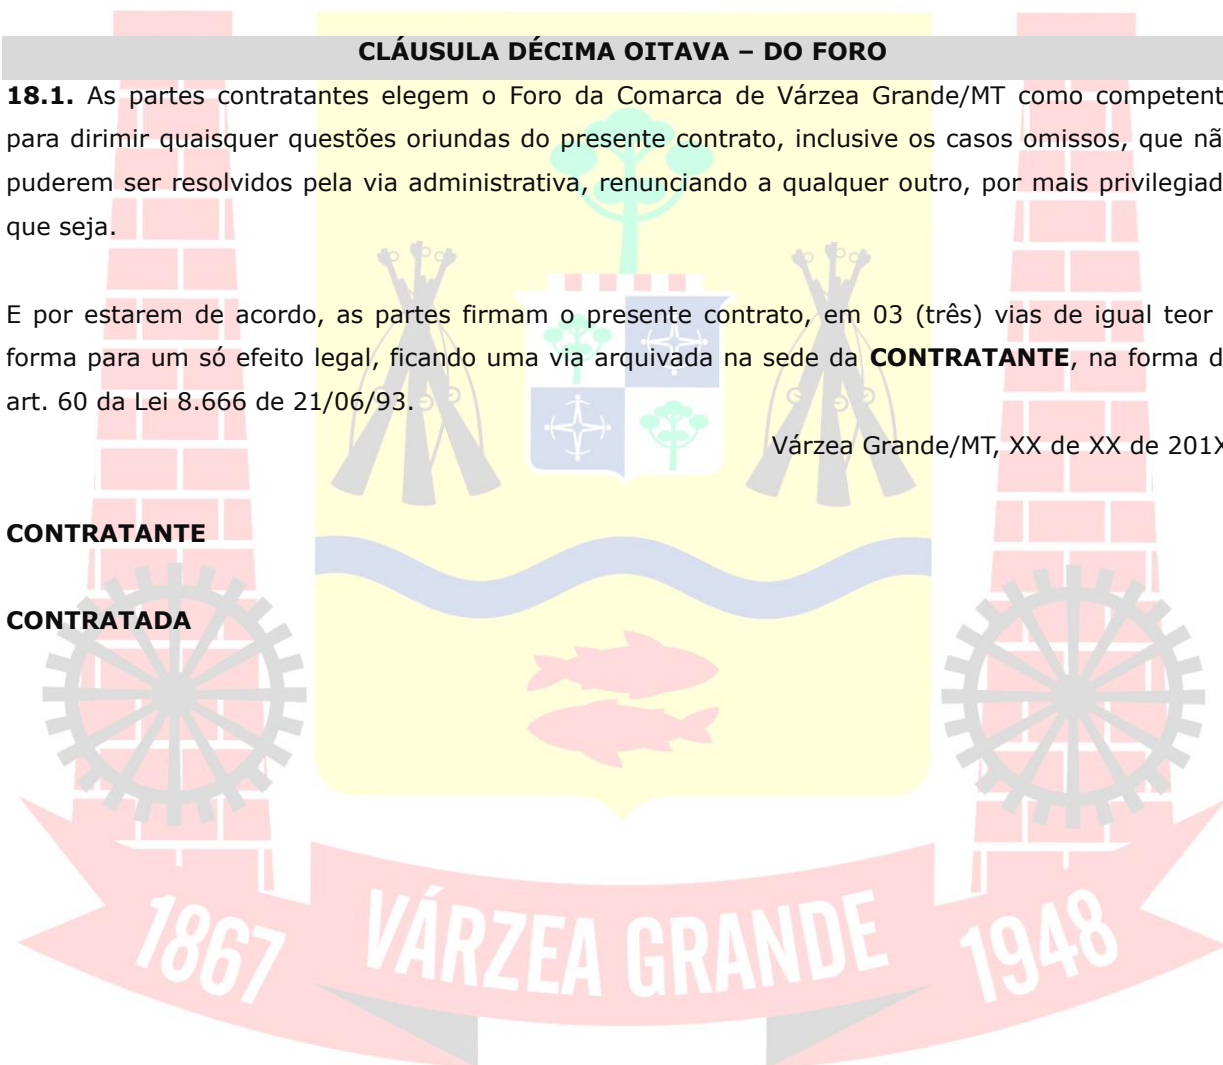 CLÁUSULA DÉCIMA OITAVA – DO FORO
18.1. As partes contratantes elegem o Foro da Comarca de Várzea Grande/MT como competent
para dirimir quaisquer questões oriundas do presente contrato, inclusive os casos omissos, que nã
puderem ser resolvidos pela via administrativa, renunciando a qualquer outro, por mais privilegiad
que seja.
E por estarem de acordo, as partes firmam o presente contrato, em 03 (três) vias de igual teor
forma para um só efeito legal, ficando uma via arquivada na sede da CONTRATANTE, na forma d
art. 60 da Lei 8.666 de 21/06/93.
Várzea Grande/MT, XX de XX de 201X
CONTRATANTE
CONTRATADA
1867 VÁRZEA GRANDE 1948